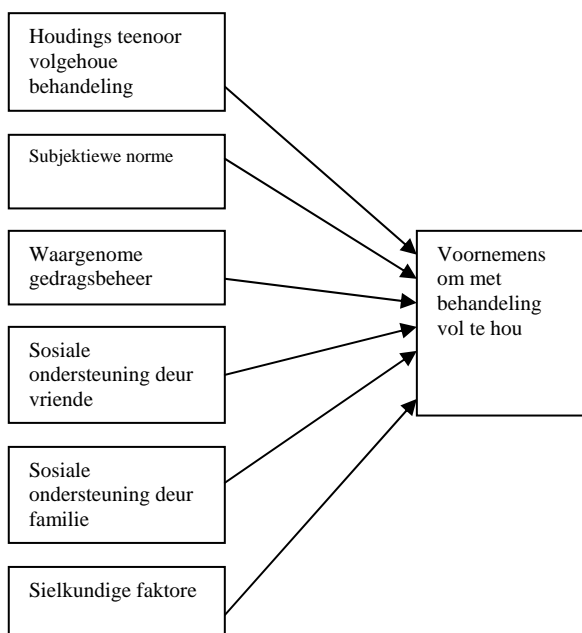 Houdings teenoor
volgehoue
behandeling
Subjektiewe norme
Waargenome
gedragsbeheer
Sosiale
ondersteuning deur
vriende
Sosiale
ondersteuning deur
familie
Sielkundige faktore
Voornemens
om met
behandeling
vol te hou